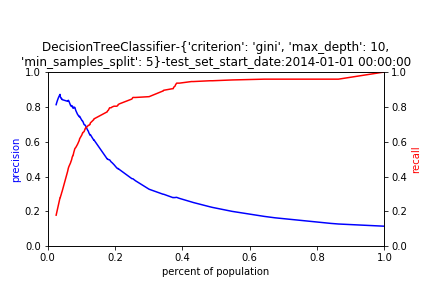 DecisionTreeClassifier-{'criterion': 'gini', 'max_depth': 10,
'min_samples_split': 5}-test_set_start_date:2014-01-01 00:00:00
1.0
0.8
0.6
0.4
0.2
0.0
precision
1.0
0.8
0.6
0.4
0.2
0.0
recall
0.0 0.2 0.4 0.6 0.8 1.0
percent of population